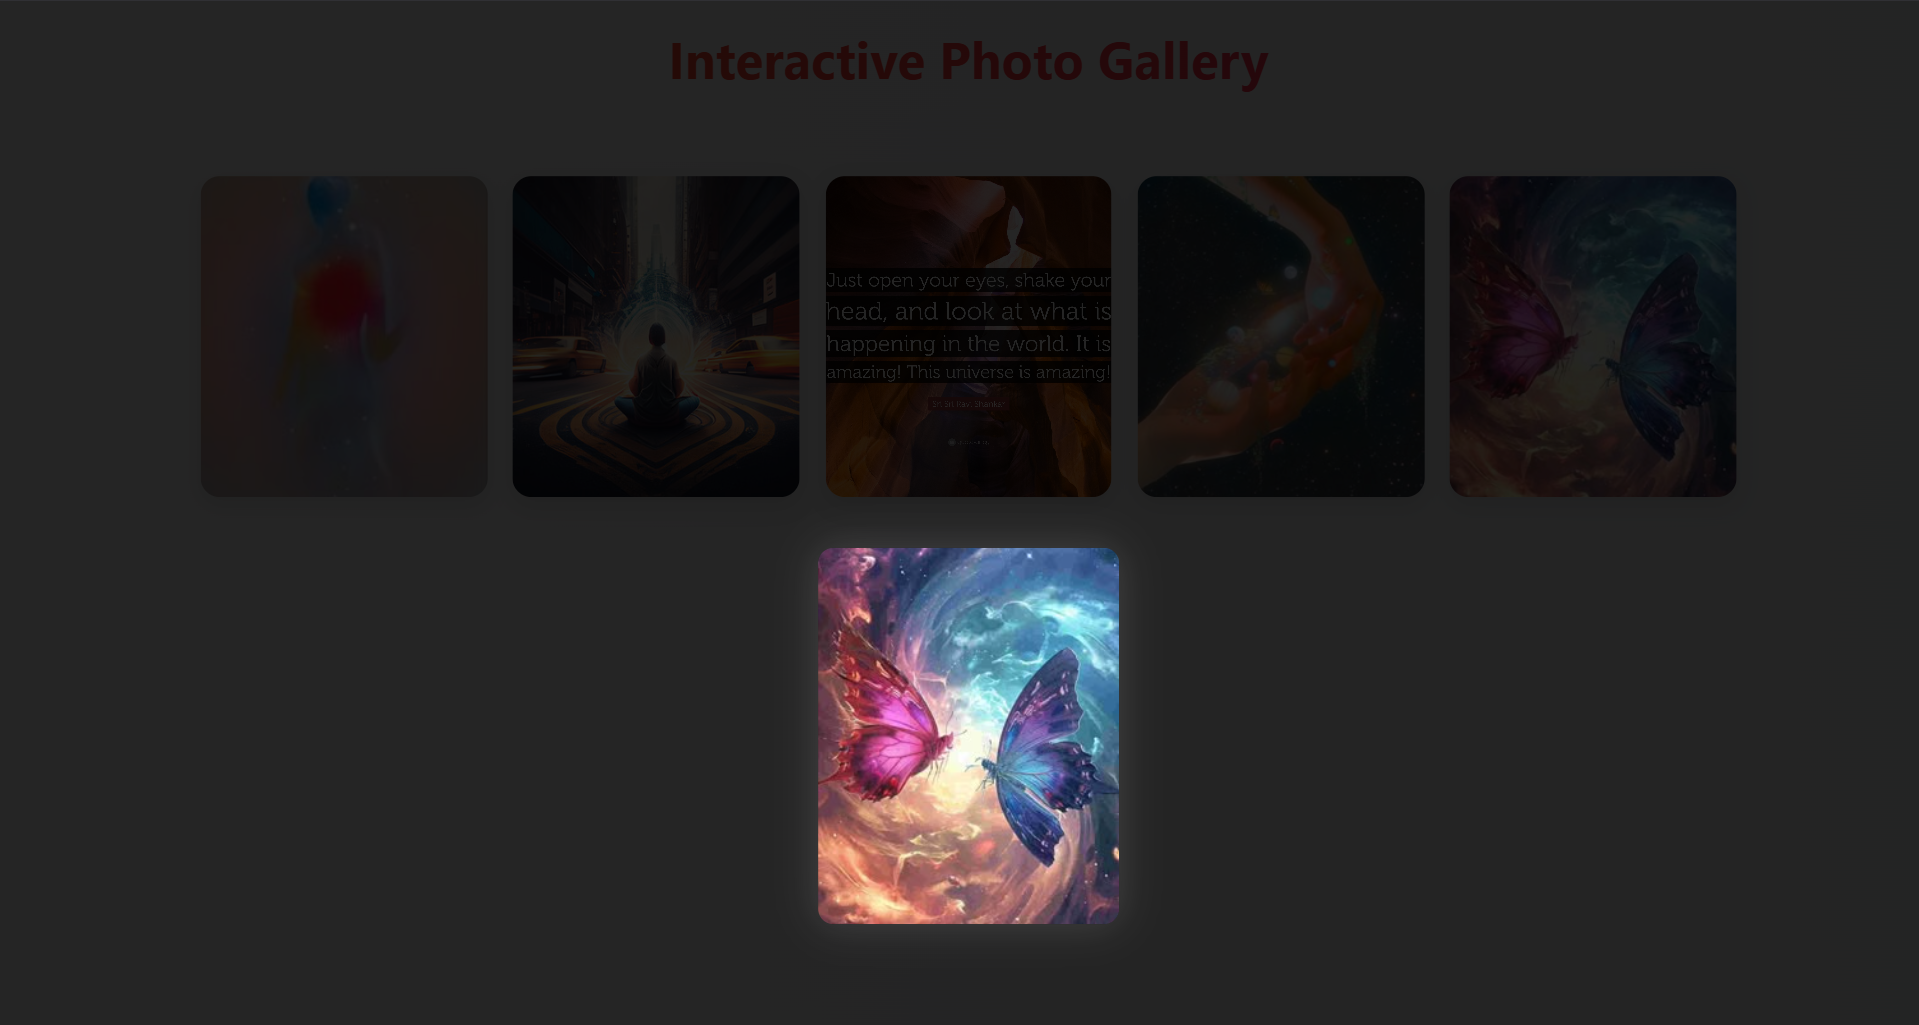 Interactive Photo Gallery
Just open your eyes, shake your
head, and look at what is
happening in the world. It is
amazing! This universe is amazing!
Sri Sri Ravi Shankar